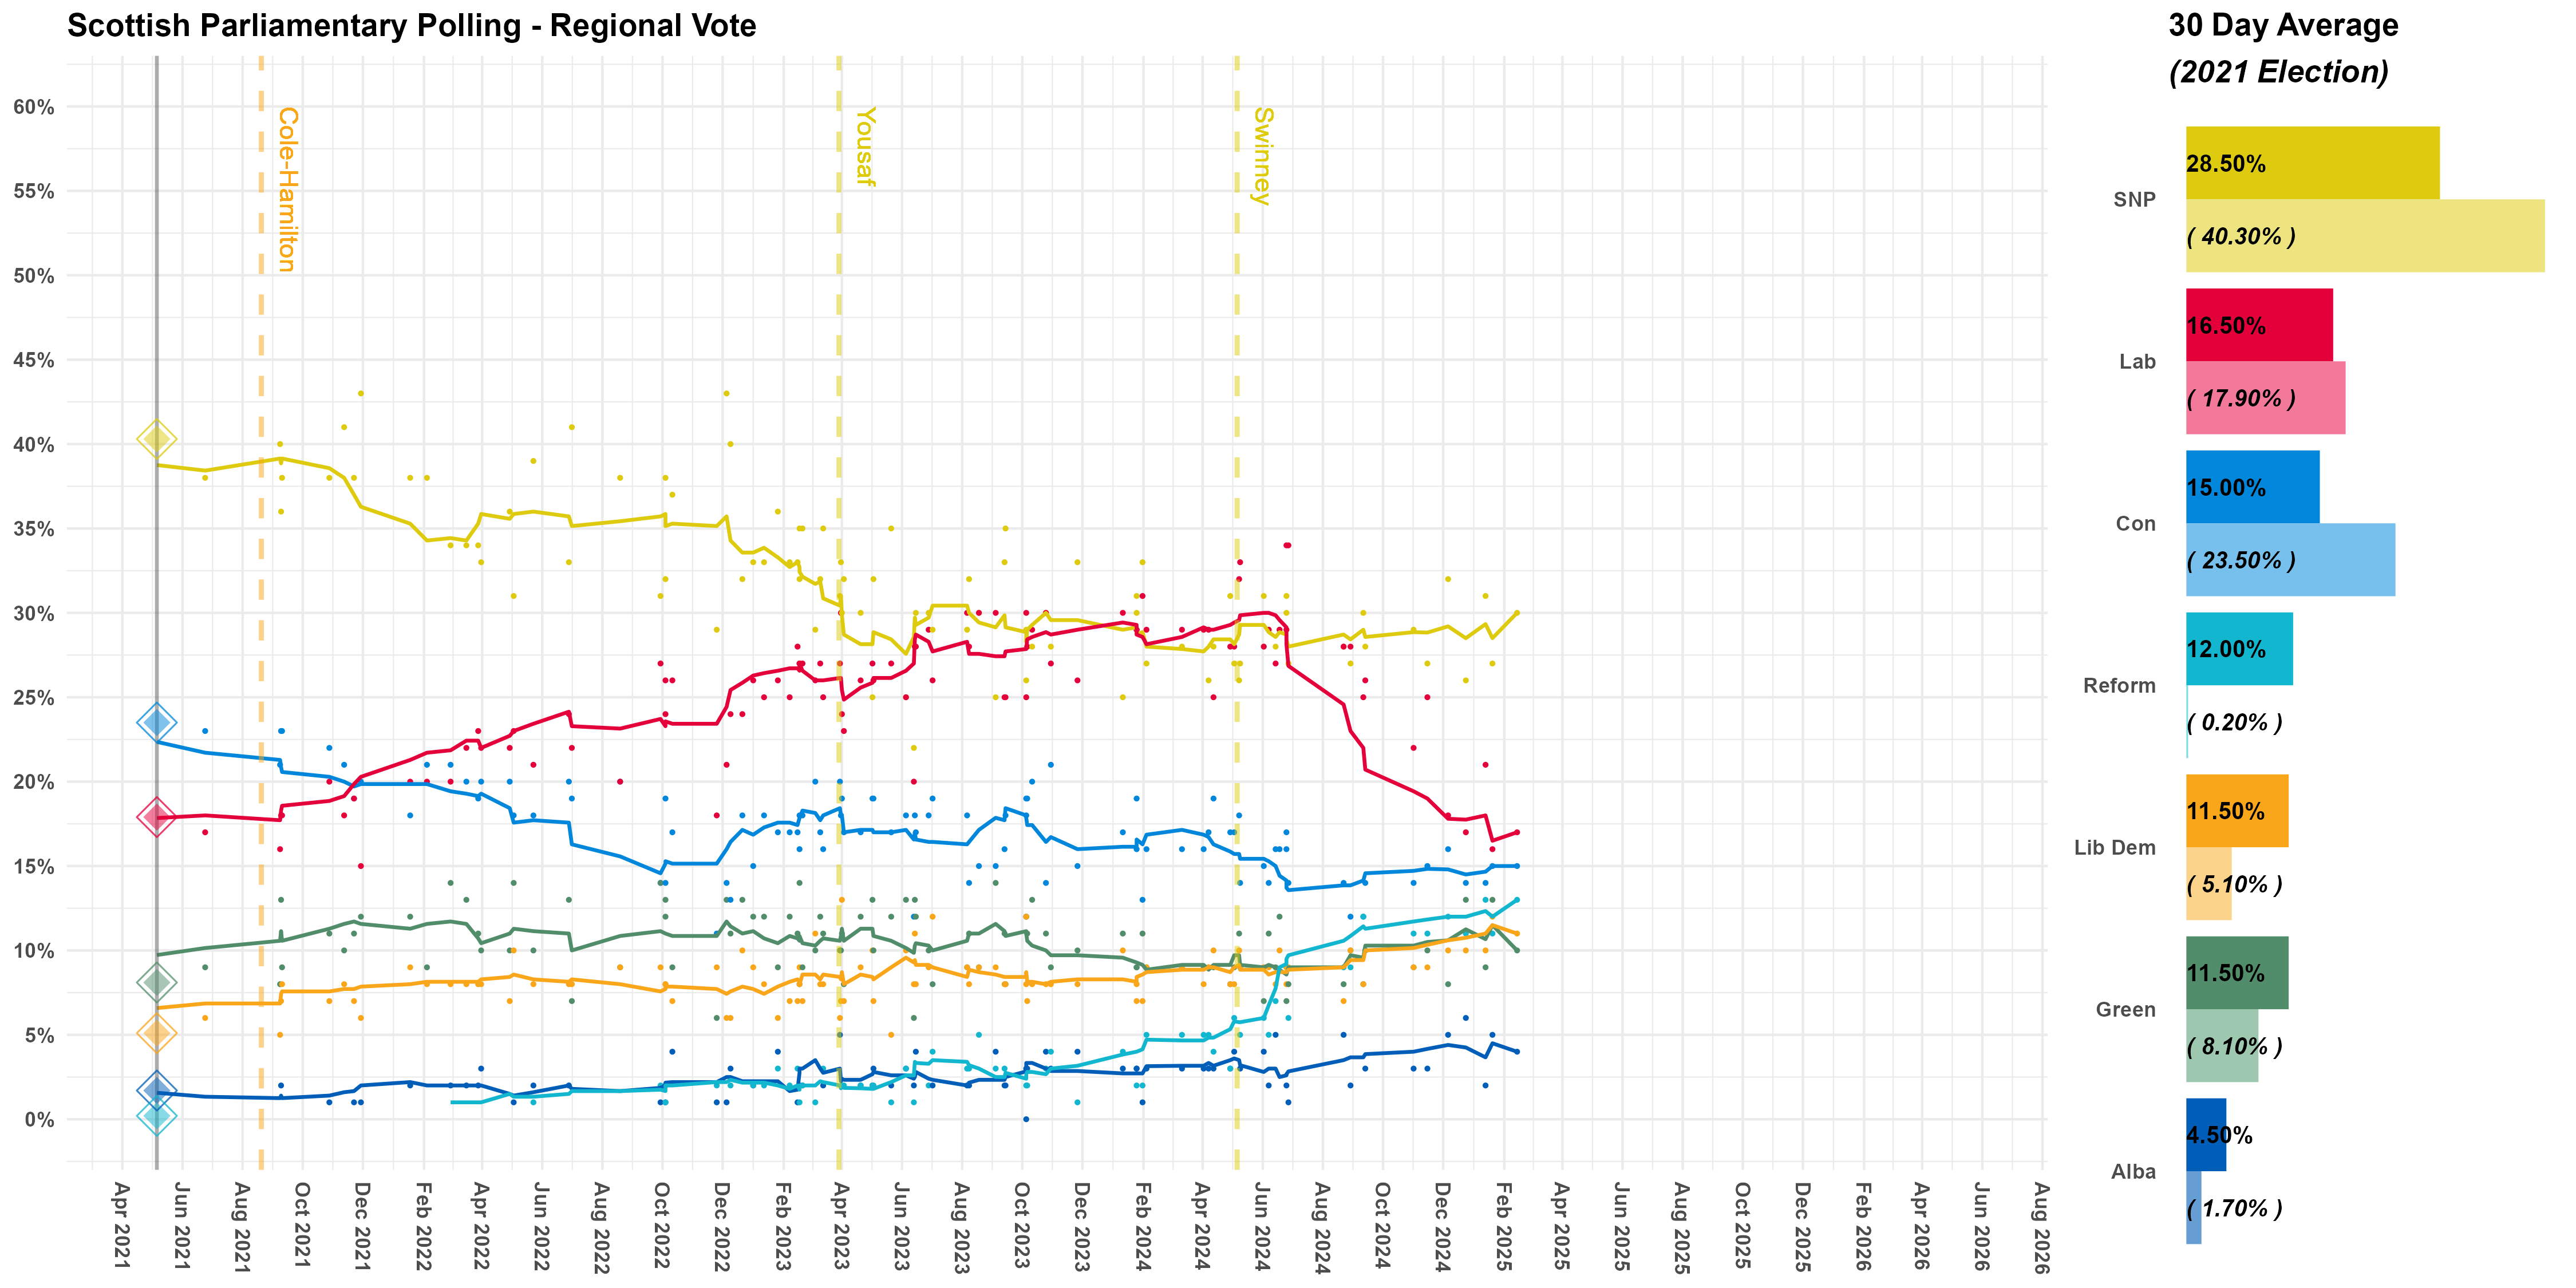 Scottish Parliamentary Polling - Regional Vote
30 Day Average
(2021 Election)
60%
55%
50%
45%
40%
35%
30%
25%
20%
15%
10%
5%
0%
Cole-Hamilton
Yousaf
Swinney
Apr 2021
Jun 2021
Aug 2021
Oct 2021
Dec 2021
Feb 2022
Apr 2022
Jun 2022
Aug 2022
Oct 2022
Dec 2022
Feb 2023
Apr 2023
Jun 2023
Aug 2023
Oct 2023
Dec 2023
Feb 2024
Apr 2024
Jun 2024
Aug 2024
Oct 2024
Dec 2024
Feb 2025
Apr 2025
Jun 2025
Aug 2025
Oct 2025
Dec 2025
Feb 2026
Apr 2026
Jun 2026
Aug 2026
SNP
28.50%
( 40.30% )
Lab
16.50%
( 17.90% )
Con
15.00%
( 23.50% )
Reform
12.00%
( 0.20% )
Lib Dem
11.50%
( 5.10% )
Green
11.50%
( 8.10% )
Alba
4.50%
( 1.70% )